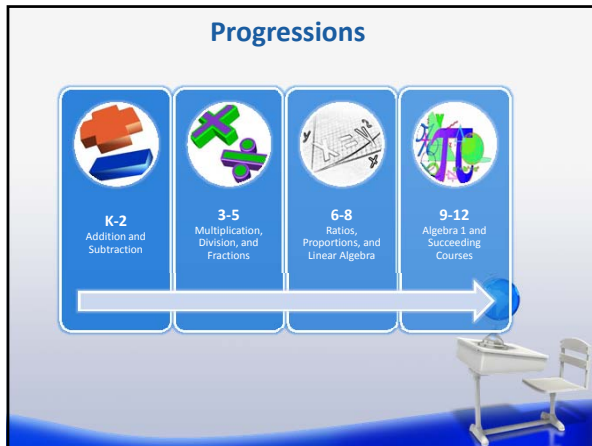 Progressions
K-2
Addition and
Subtraction
3-5
Multiplication,
Division, and
Fractions
6-8
Ratios,
Proportions, and
Linear Algebra
9-12
Algebra 1 and
Succeeding
Courses